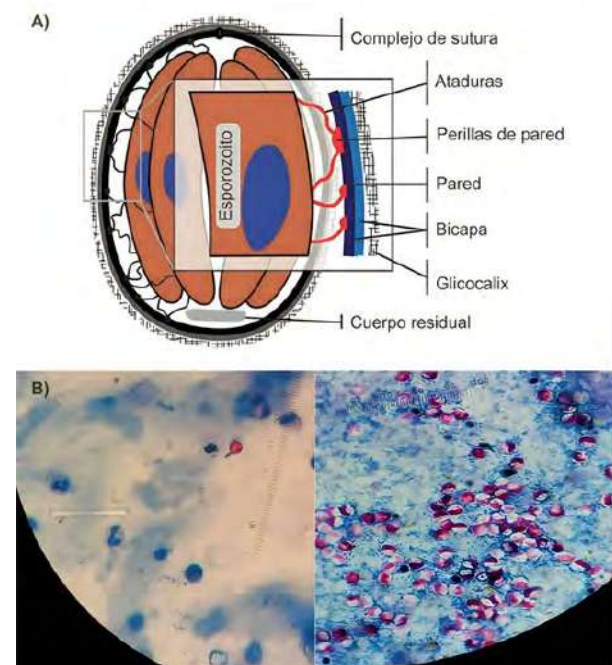 A)
Complejo de sutura
Ataduras
Perillas de pared
Esporozoito
Pared
Bicapa
Glicocalix
Cuerpo residual
B)